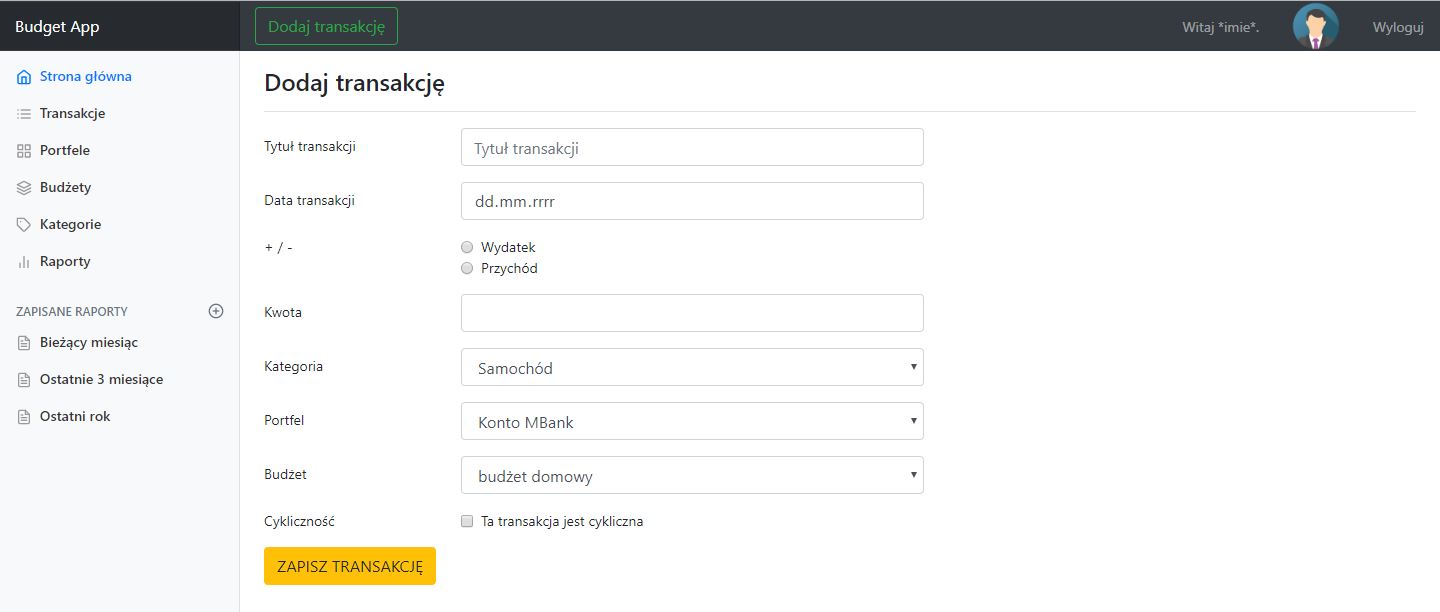 Budget App
Dodaj transakcję
Witaj *imie*.
Wyloguj
Strona główna
Transakcje
Portfele
Budżety
Kategorie
Raporty
ZAPISANE RAPORTY
Bieżący miesiąc
Ostatnie 3 miesiące
Ostatni rok
Dodaj transakcję
Tytuł transakcji
Tytuł transakcji
Data transakcji
dd.mm.rrrr
+ / -
Wydatek
Przychód
Kwota
Kategoria
Samochód
Portfel
Konto MBank
Budżet
budżet domowy
Cykliczność
Ta transakcja jest cykliczna
ZAPISZ TRANSAKCJĘ